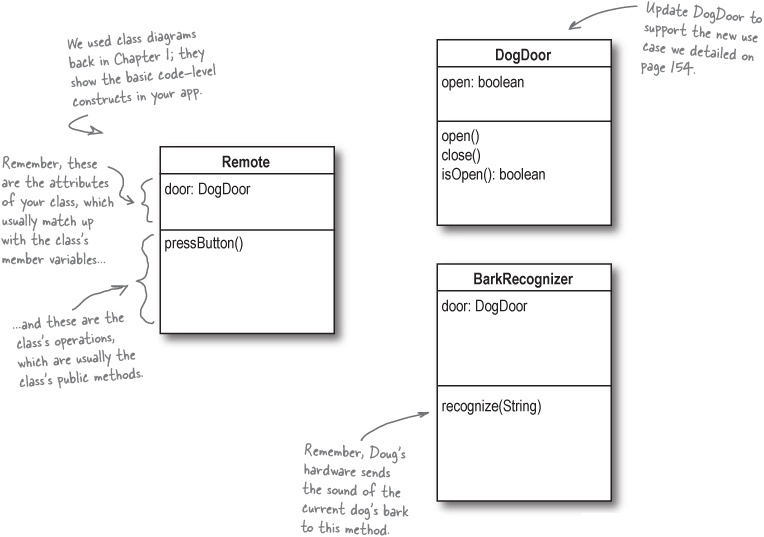 We used class diagrams
back in Chapter 1; they
show the basic code-level
constructs in your app.
Update DogDoor to
support the new use
case we detailed on
page 154.
DogDoor
open: boolean
open()
close()
isOpen(): boolean
Remember, these
are the attributes
of your class, which
usually match up
with the class's
member variables...
Remote
door: DogDoor
pressButton()
...and these are the
class's operations,
which are usually the
class's public methods.
BarkRecognizer
door: DogDoor
recognize(String)
Remember, Doug's
hardware sends
the sound of the
current dog's bark
to this method.